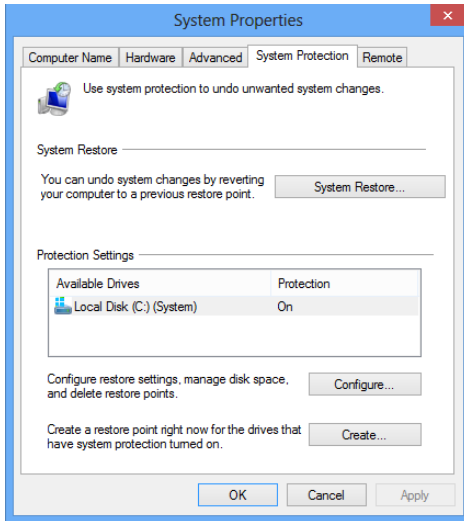 System Properties
Computer Name Hardware Advanced System Protection Remote
Use system protection to undo unwanted system changes.
System Restore
You can undo system changes by reverting
your computer to a previous restore point.
System Restore...
Protection Settings
Available Drives Protection
Local Disk (C:) (System) On
Configure restore settings, manage disk space,
and delete restore points.
Configure...
Create a restore point right now for the drives that
have system protection turned on.
Create...
OK Cancel Apply